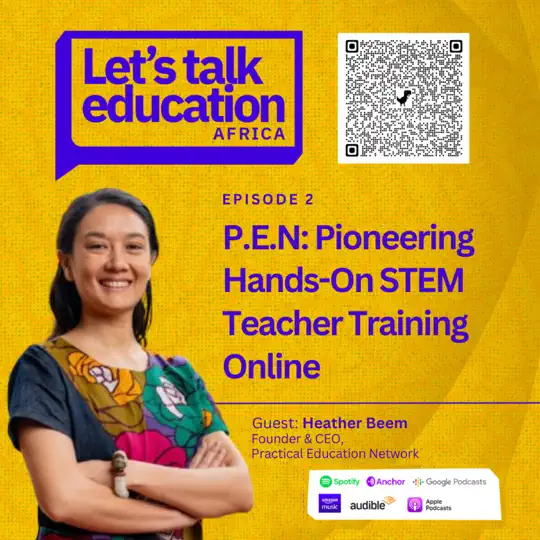 Let's talk
education
AFRICA
EPISODE 2
P.E.N: Pioneering
Hands-On STEM
Teacher Training
Online
Guest: Heather Beem
Founder & CEO,
Practical Education Network
Spotify Anchor Google Podcasts
amazon music audible Apple Podcasts